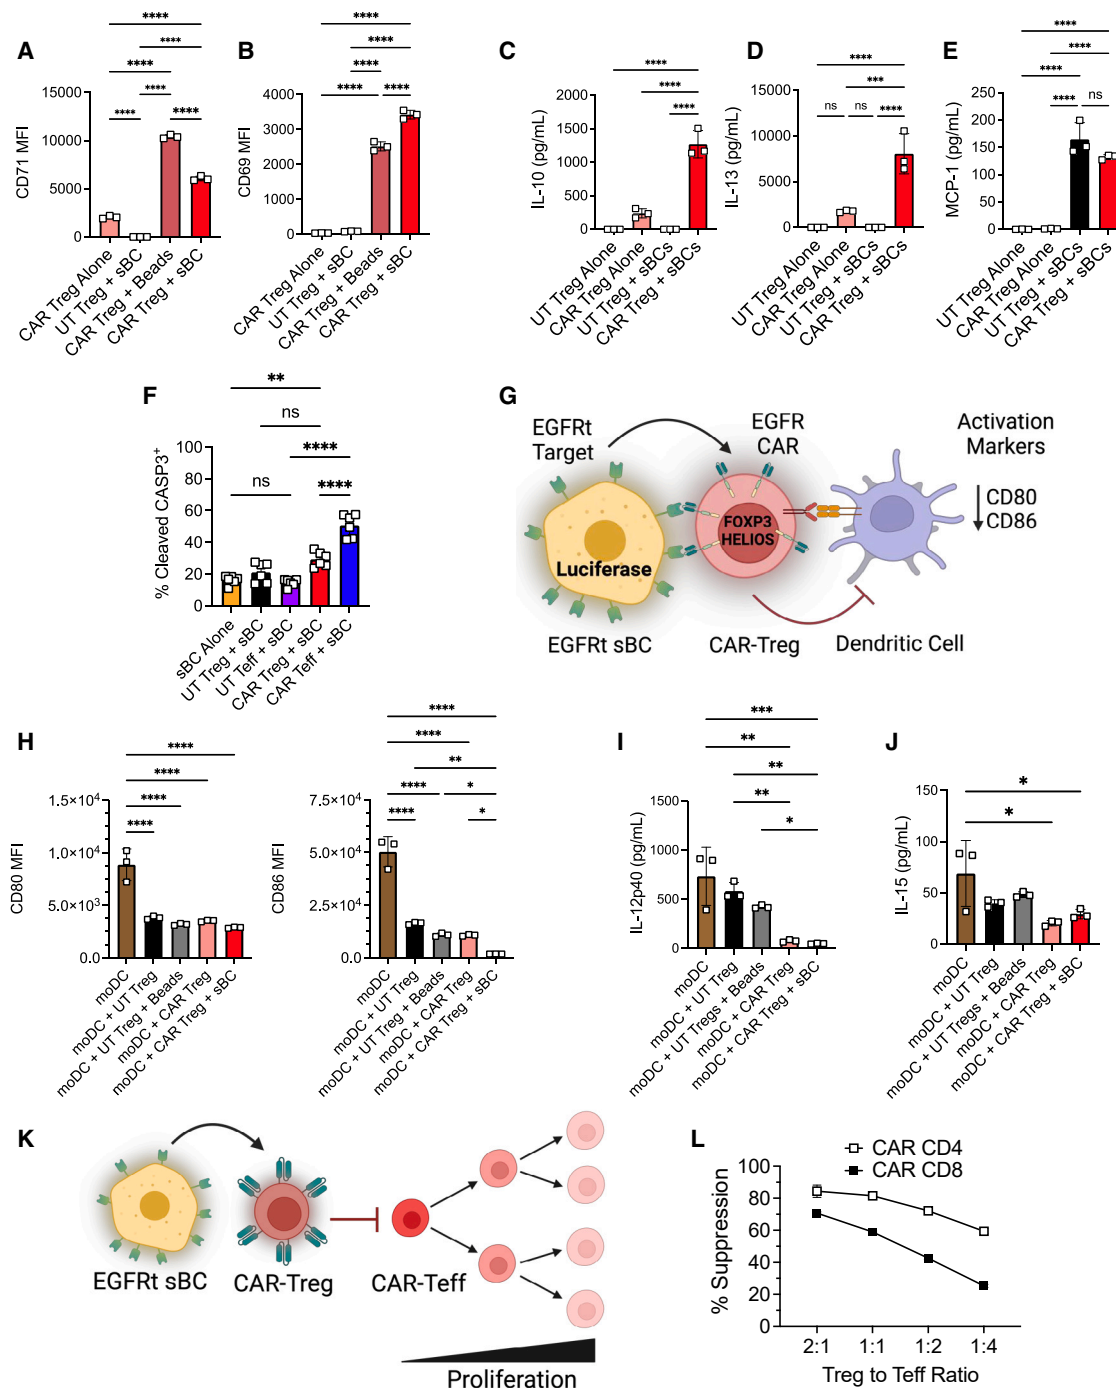 A
****
****
****
****
****
****
CD71 MFI
15000
10000
5000
0
CAR Treg Alone
UT Treg + sBC
CAR Treg + Beads
CAR Treg + sBC
B
****
****
****
****
****
CD69 MFI
4000
3000
2000
1000
0
CAR Treg Alone
UT Treg + sBC
CAR Treg + Beads
CAR Treg + sBC
C
****
****
****
IL-10 (pg/mL)
2000
1500
1000
500
0
UT Treg Alone
CAR Treg Alone
UT Treg + sBCs
CAR Treg + sBCs
D
****
***
ns
ns
****
IL-13 (pg/mL)
15000
10000
5000
0
UT Treg Alone
CAR Treg Alone
UT Treg + sBCs
CAR Treg + sBCs
E
****
****
****
****
ns
MCP-1 (pg/mL)
250
200
150
100
50
0
UT Treg Alone
CAR Treg Alone
UT Treg + sBCs
CAR Treg + sBCs
F
**
ns
****
ns
****
% Cleaved CASP3+
100
80
60
40
20
0
sBC Alone
UT Treg + sBC
UT Teff + sBC
CAR Treg + sBC
CAR Teff + sBC
G
EGFRt
Target
EGFR
CAR
Activation
Markers
CD80
CD86
FOXP3
HELIOS
Luciferase
EGFRt sBC
CAR-Treg
Dendritic Cell
H
****
****
****
****
CD80 MFI
1.5×10⁴
1.0×10⁴
5.0×10³
0.0
moDC
moDC + UT Treg
moDC + UT Treg + Beads
moDC + CAR Treg
moDC + CAR Treg + sBC
****
****
**
****
*
****
*
CD86 MFI
7.5×10⁴
5.0×10⁴
2.5×10⁴
0.0
moDC
moDC + UT Treg
moDC + UT Treg + Beads
moDC + CAR Treg
moDC + CAR Treg + sBC
I
***
**
**
**
*
IL-12p40 (pg/mL)
1500
1000
500
0
moDC
moDC + UT Treg
moDC + UT Tregs + Beads
moDC + CAR Treg
moDC + CAR Treg + sBC
J
*
*
IL-15 (pg/mL)
150
100
50
0
moDC
moDC + UT Treg
moDC + UT Tregs + Beads
moDC + CAR Treg
moDC + CAR Treg + sBC
K
EGFRt sBC
CAR-Treg
CAR-Teff
Proliferation
L
CAR CD4
CAR CD8
% Suppression
100
80
60
40
20
0
2:1
1:1
1:2
1:4
Treg to Teff Ratio